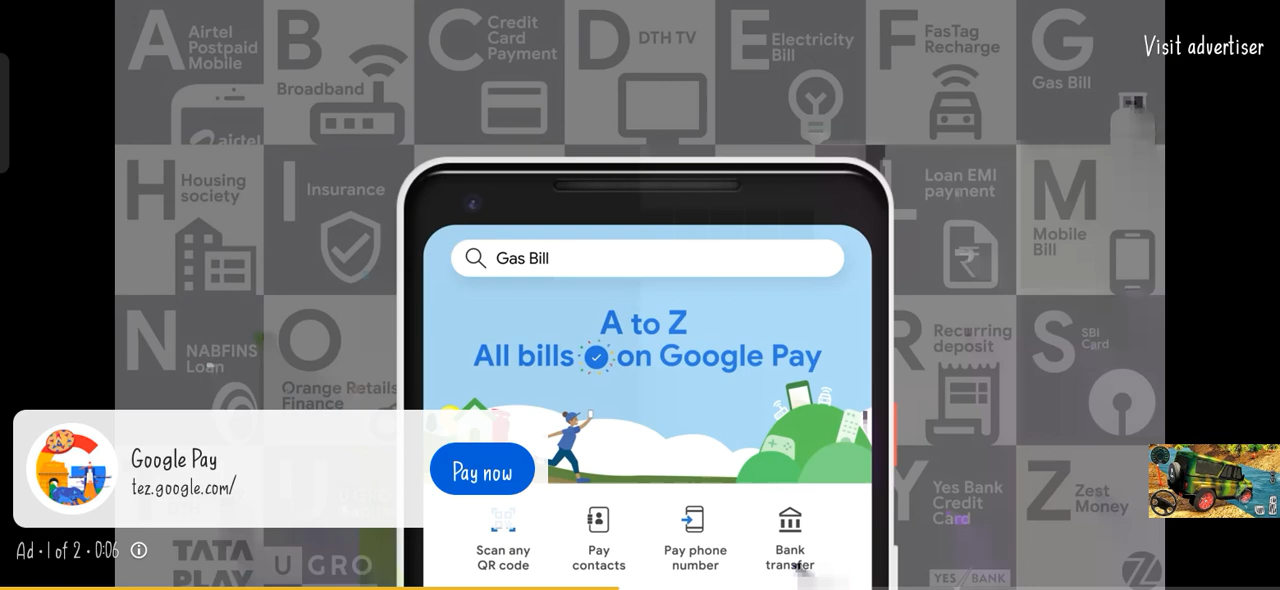 A
Airtel
Postpaid
Mobile
airtel
B
Broadband
C
Credit
Card
Payment
D
DTH TV
E
Electricity
Bill
F
FasTag
Recharge
G
Gas Bill
Visit advertiser
H
Housing
society
I
Insurance
L
Loan EMI
payment
M
Mobile
Bill
Gas Bill
A to Z
All bills on Google Pay
N
NABFINS
Loan
O
Orange Retails
Finance
R
Recurring
deposit
S
SBI
Card
Google Pay
tez.google.com/
Pay now
Y
Yes Bank
Credit
Card
Z
Zest
Money
Scan any
QR code
Pay
contacts
Pay phone
number
Bank
transfer
Ad · 1 of 2 · 0:06
TATA
PLAY
U GRO
YES BANK